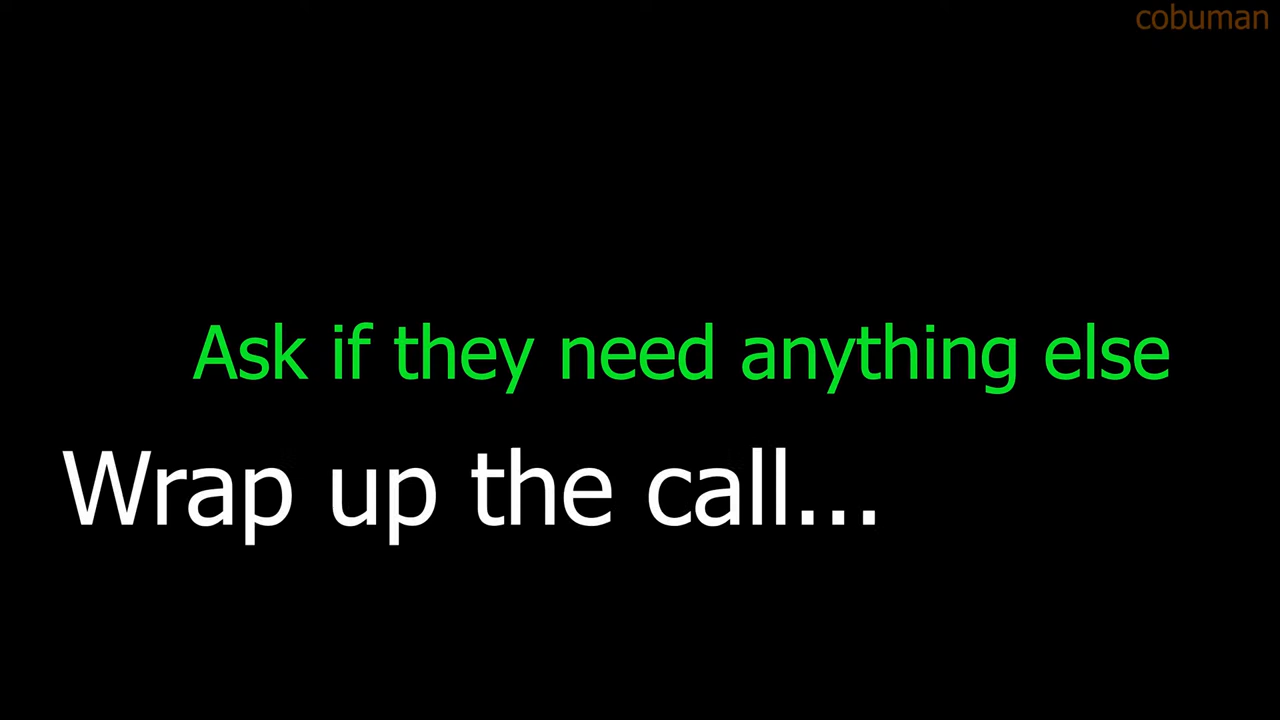 cobuman
Ask if they need anything else
Wrap up the call...